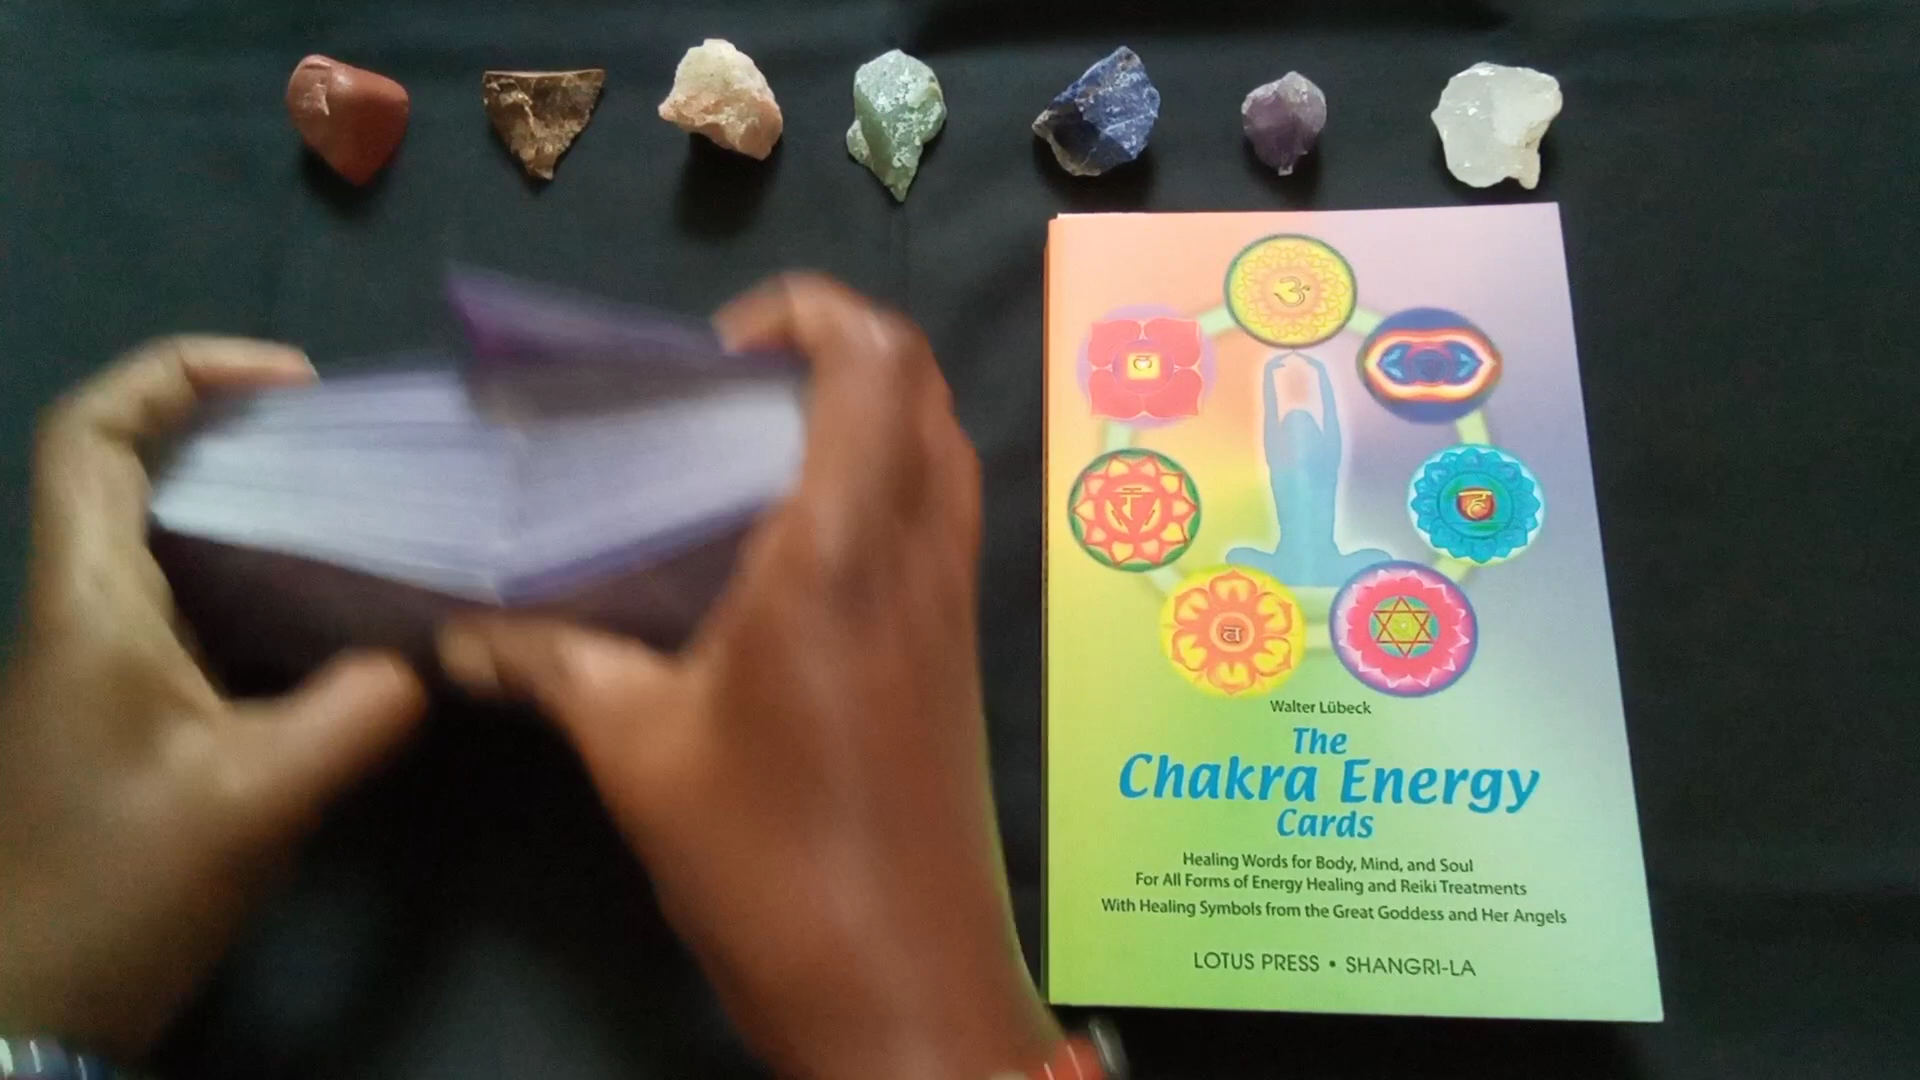 ॐ
लं
हं
रं
वं
Walter Lübeck
The
Chakra Energy
Cards
Healing Words for Body, Mind, and Soul
For All Forms of Energy Healing and Reiki Treatments
With Healing Symbols from the Great Goddess and Her Angels
LOTUS PRESS • SHANGRI-LA